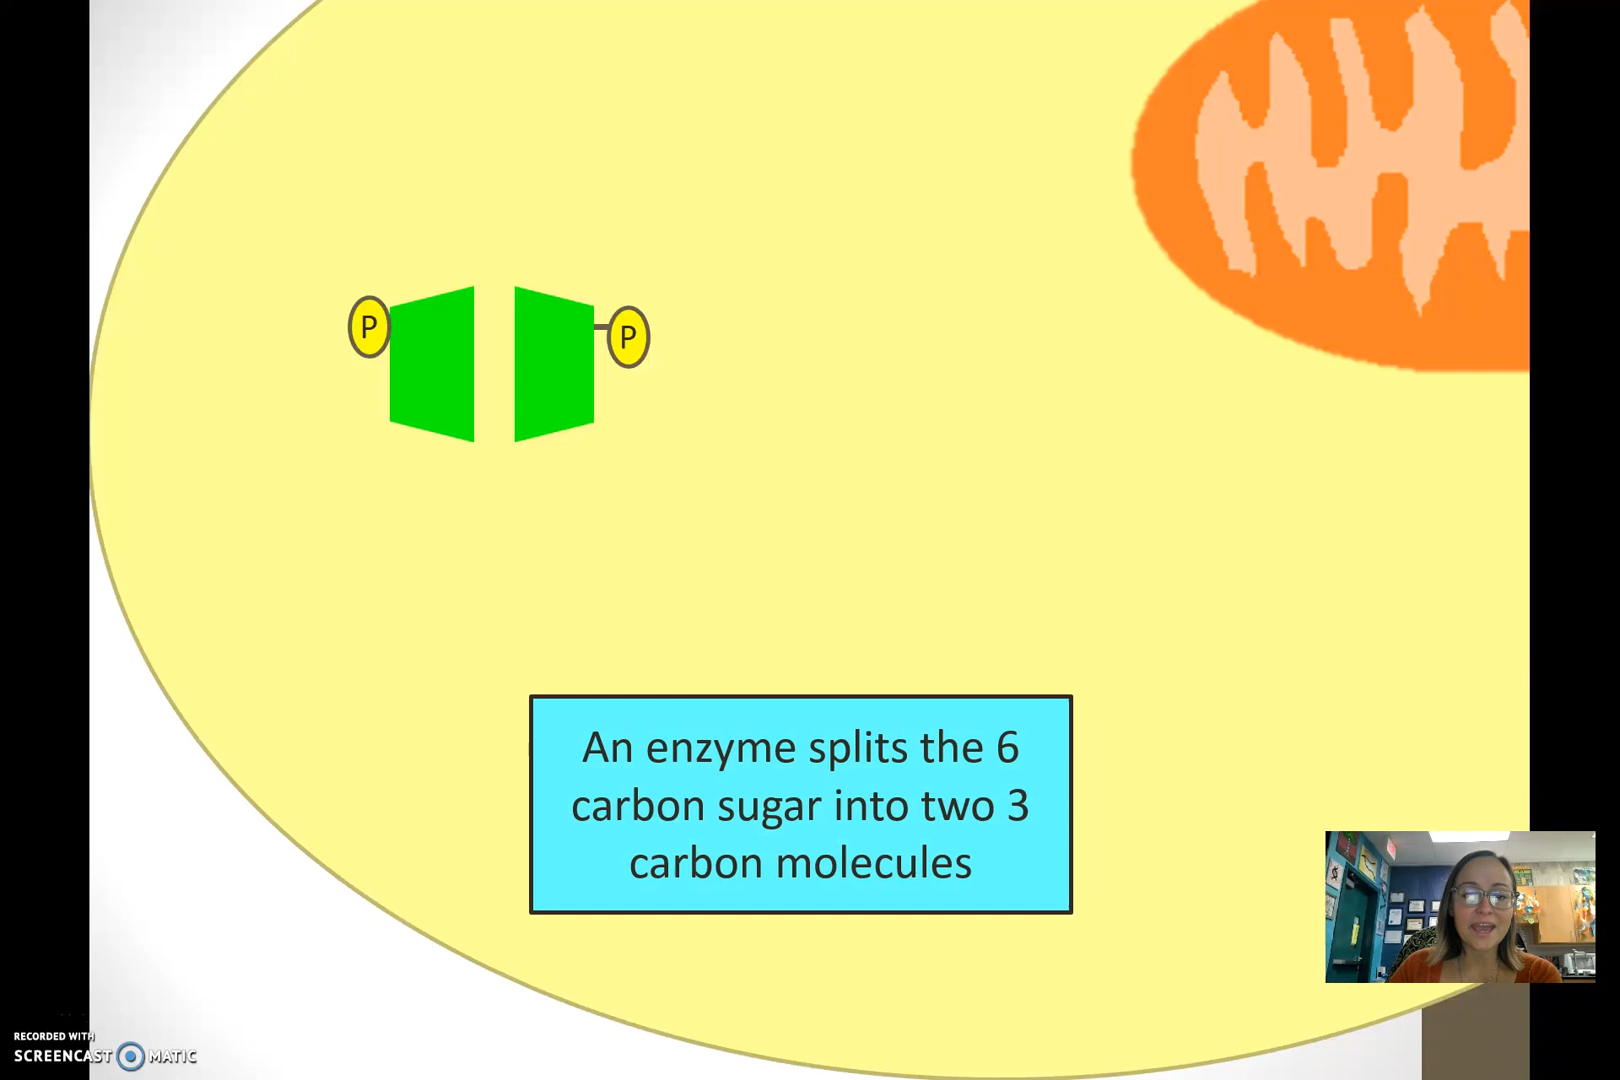 P
P
An enzyme splits the 6
carbon sugar into two 3
carbon molecules
RECORDED WITH
SCREENCAST MATIC